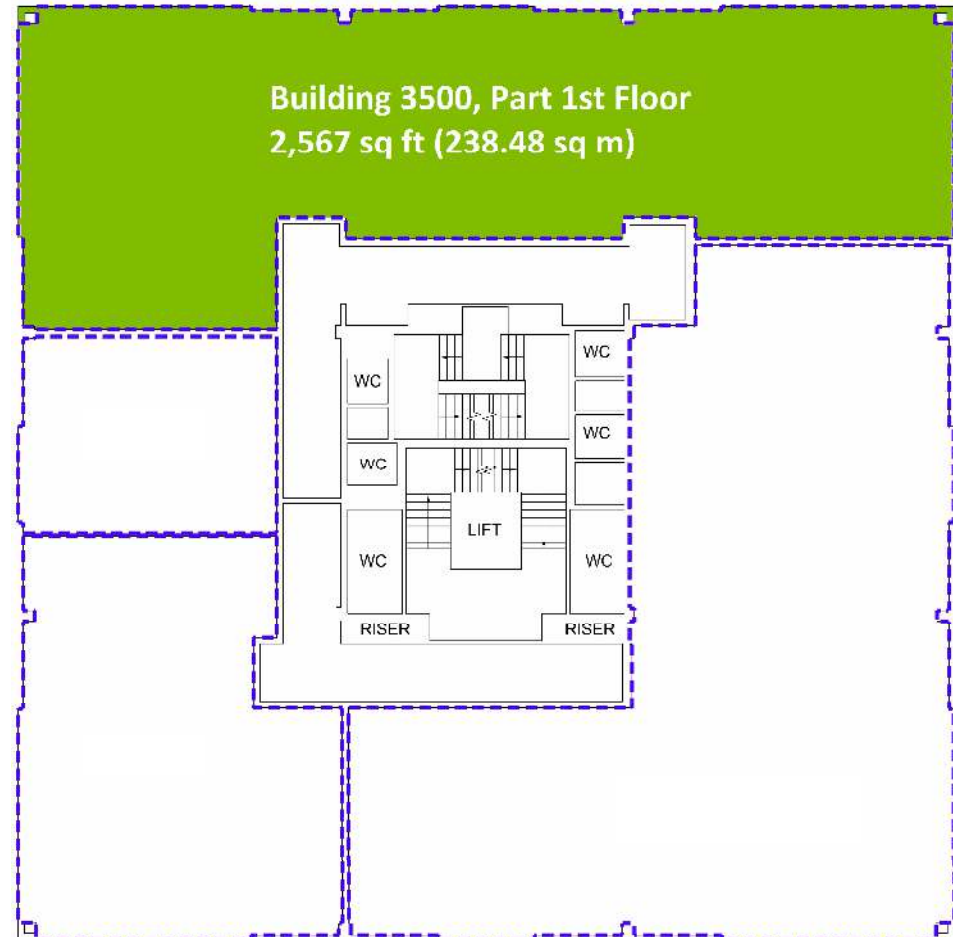 Building 3500, Part 1st Floor
2,567 sq ft (238.48 sq m)
WC
WC
WC
WC
LIFT
WC
WC
RISER
RISER